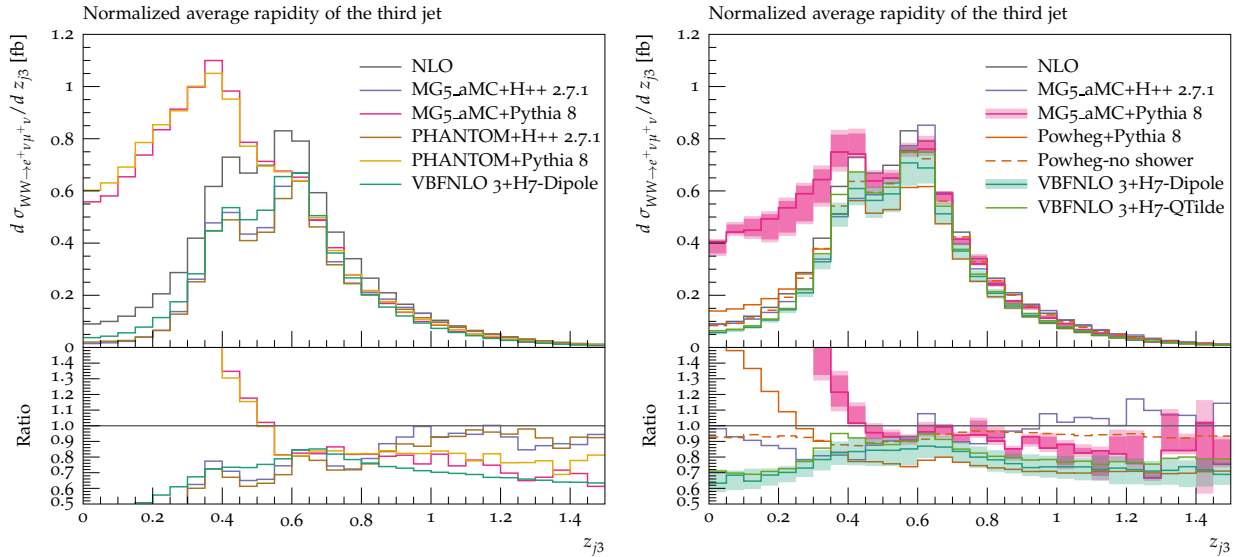 Normalized average rapidity of the third jet
d σ_{WW→e⁺νμ⁺ν}/d z_{j3} [fb]
1.2
1
0.8
0.6
0.4
0.2
0
NLO
MG5_aMC+H++ 2.7.1
MG5_aMC+Pythia 8
PHANTOM+H++ 2.7.1
PHANTOM+Pythia 8
VBFNLO 3+H7-Dipole
Ratio
1.4
1.3
1.2
1.1
1.0
0.9
0.8
0.7
0.6
0.5
0 0.2 0.4 0.6 0.8 1 1.2 1.4
z_{j3}
Normalized average rapidity of the third jet
d σ_{WW→e⁺νμ⁺ν}/d z_{j3} [fb]
1.2
1
0.8
0.6
0.4
0.2
0
NLO
MG5_aMC+H++ 2.7.1
MG5_aMC+Pythia 8
Powheg+Pythia 8
Powheg-no shower
VBFNLO 3+H7-Dipole
VBFNLO 3+H7-QTilde
Ratio
1.4
1.3
1.2
1.1
1.0
0.9
0.8
0.7
0.6
0.5
0 0.2 0.4 0.6 0.8 1 1.2 1.4
z_{j3}